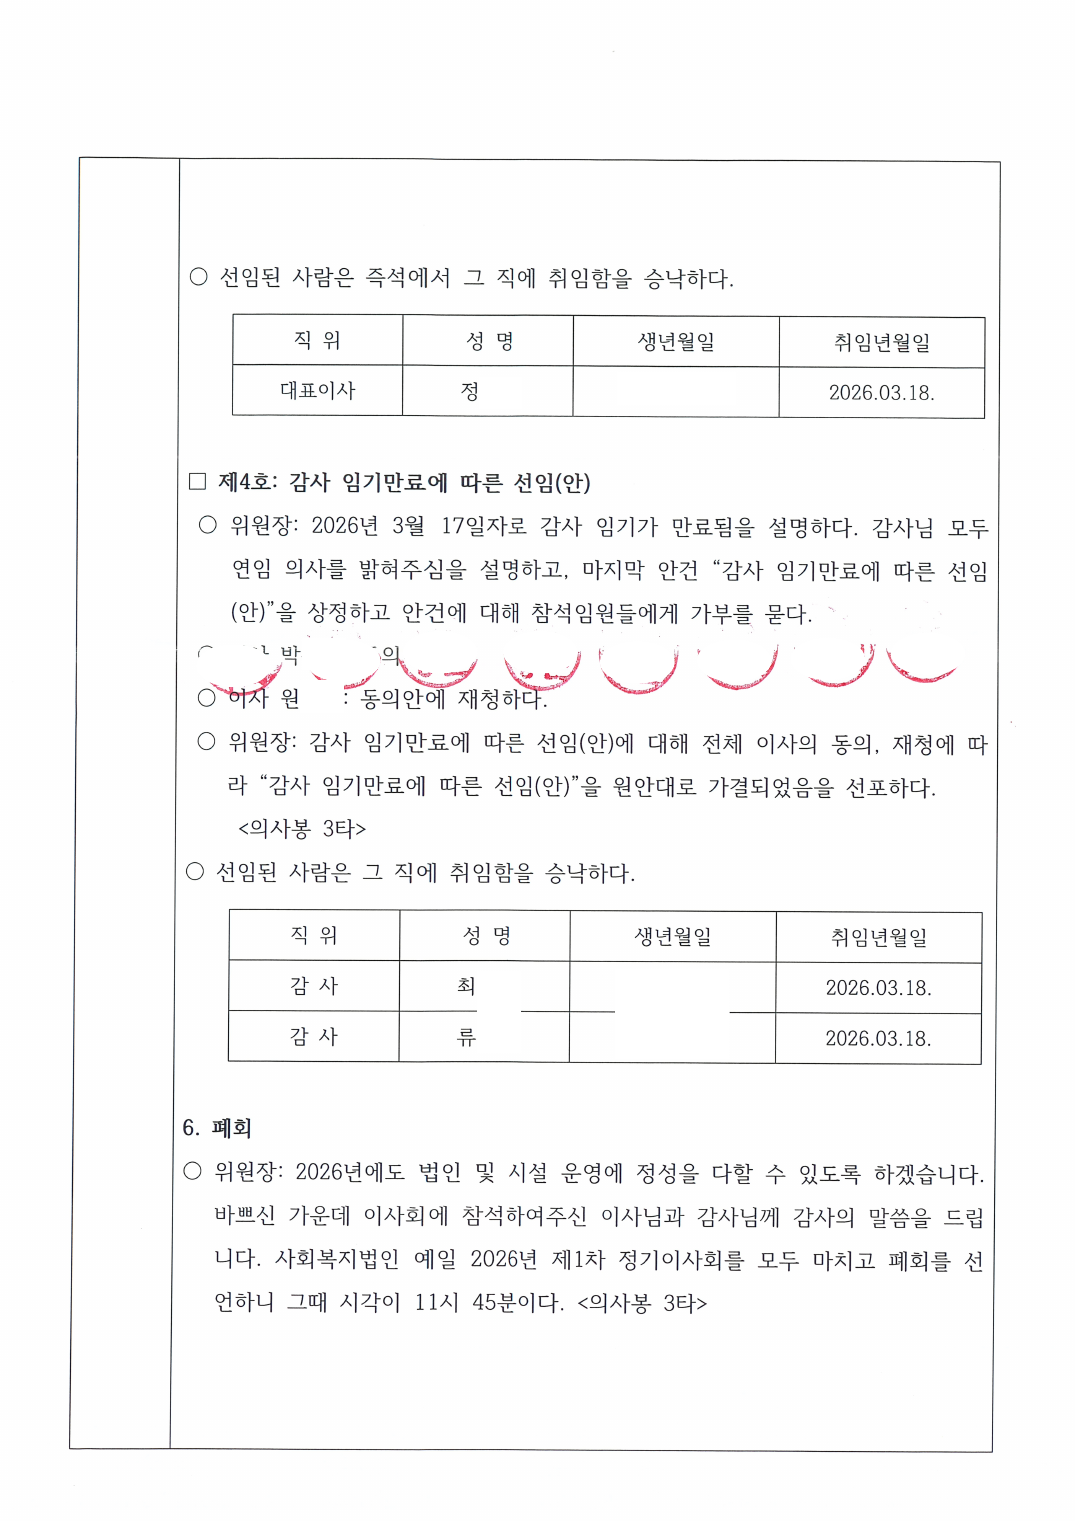 ○ 선임된 사람은 즉석에서 그 직에 취임함을 승낙하다.
직 위 성 명 생년월일 취임년월일
대표이사 정 2026.03.18.
□ 제4호: 감사 임기만료에 따른 선임(안)
○ 위원장: 2026년 3월 17일자로 감사 임기가 만료됨을 설명하다. 감사님 모두
연임 의사를 밝혀주심을 설명하고, 마지막 안건 “감사 임기만료에 따른 선임
(안)”을 상정하고 안건에 대해 참석임원들에게 가부를 묻다.
박 의
○ 이사 원 : 동의안에 재청하다.
○ 위원장: 감사 임기만료에 따른 선임(안)에 대해 전체 이사의 동의, 재청에 따
라 “감사 임기만료에 따른 선임(안)”을 원안대로 가결되었음을 선포하다.
<의사봉 3타>
○ 선임된 사람은 그 직에 취임함을 승낙하다.
직 위 성 명 생년월일 취임년월일
감 사 최 2026.03.18.
감 사 류 2026.03.18.
6. 폐회
○ 위원장: 2026년에도 법인 및 시설 운영에 정성을 다할 수 있도록 하겠습니다.
바쁘신 가운데 이사회에 참석하여주신 이사님과 감사님께 감사의 말씀을 드립
니다. 사회복지법인 예일 2026년 제1차 정기이사회를 모두 마치고 폐회를 선
언하니 그때 시각이 11시 45분이다. <의사봉 3타>